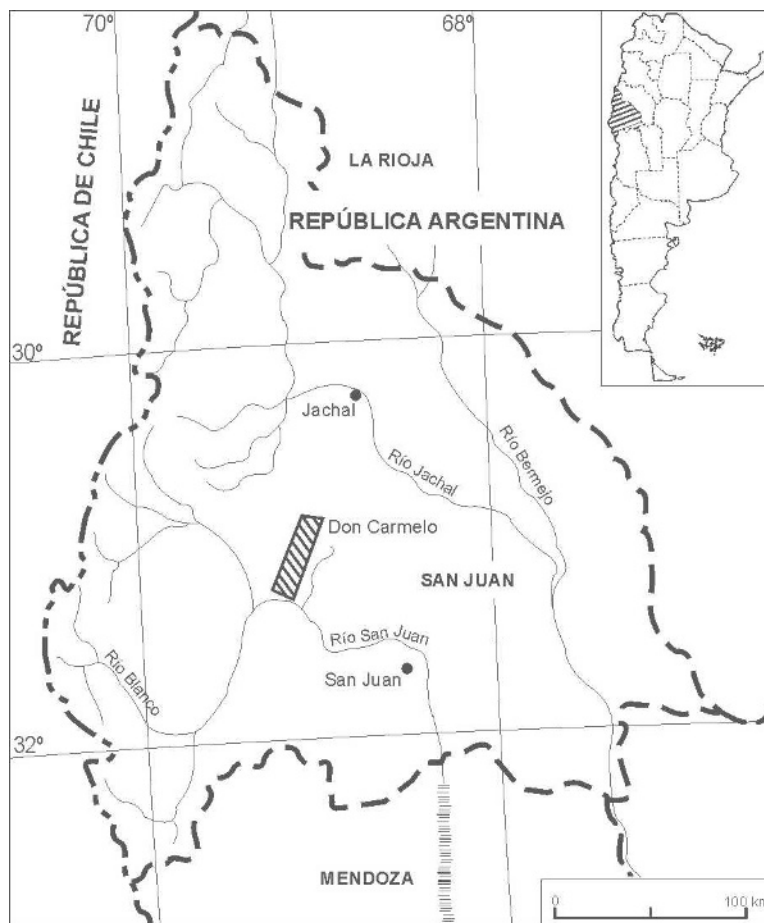 70º
68º
REPÚBLICA DE CHILE
LA RIOJA
REPÚBLICA ARGENTINA
30º
Jachal
Río Bermejo
Río Jachal
Don Carmelo
SAN JUAN
Río San Juan
Río Blanco
San Juan
32º
MENDOZA
0
100 km